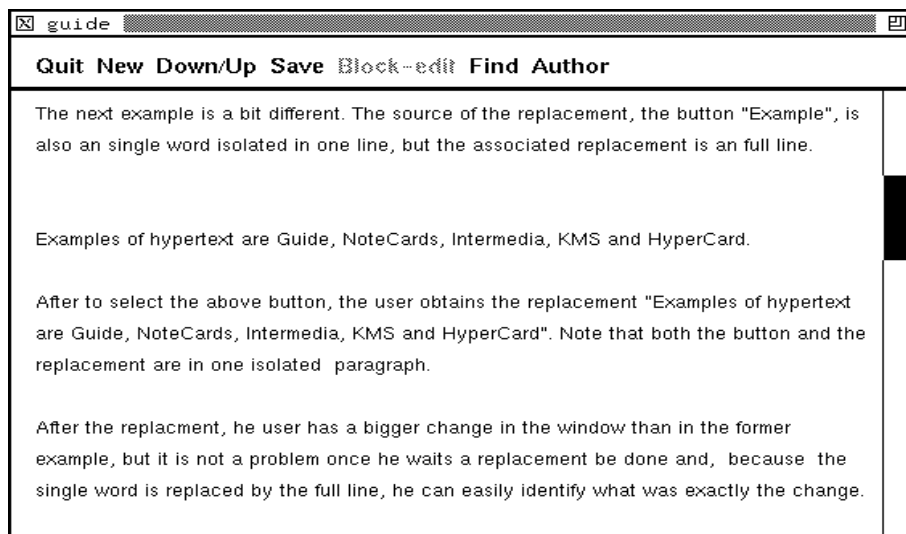 guide
Quit New Down/Up Save Block-edit Find Author
The next example is a bit different. The source of the replacement, the button "Example", is
also an single word isolated in one line, but the associated replacement is an full line.
Examples of hypertext are Guide, NoteCards, Intermedia, KMS and HyperCard.
After to select the above button, the user obtains the replacement "Examples of hypertext
are Guide, NoteCards, Intermedia, KMS and HyperCard". Note that both the button and the
replacement are in one isolated  paragraph.
After the replacment, he user has a bigger change in the window than in the former
example, but it is not a problem once he waits a replacement be done and,  because  the
single word is replaced by the full line, he can easily identify what was exactly the change.